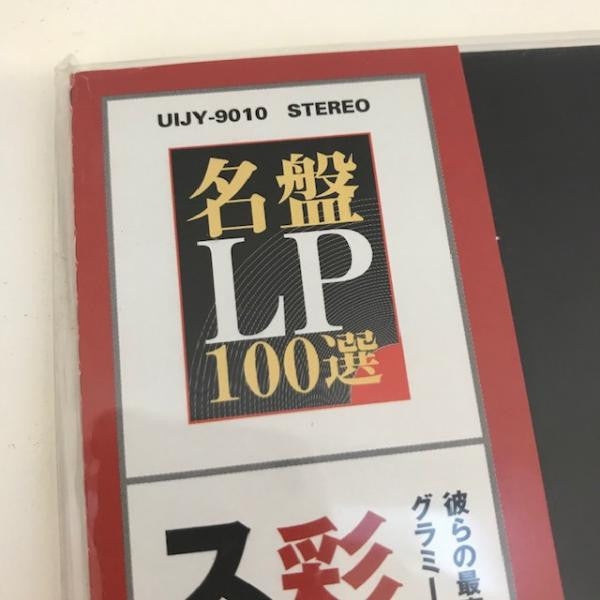 UIJY-9010 STEREO
名盤
LP
100選
彼らの最
グラミー
彩
ス